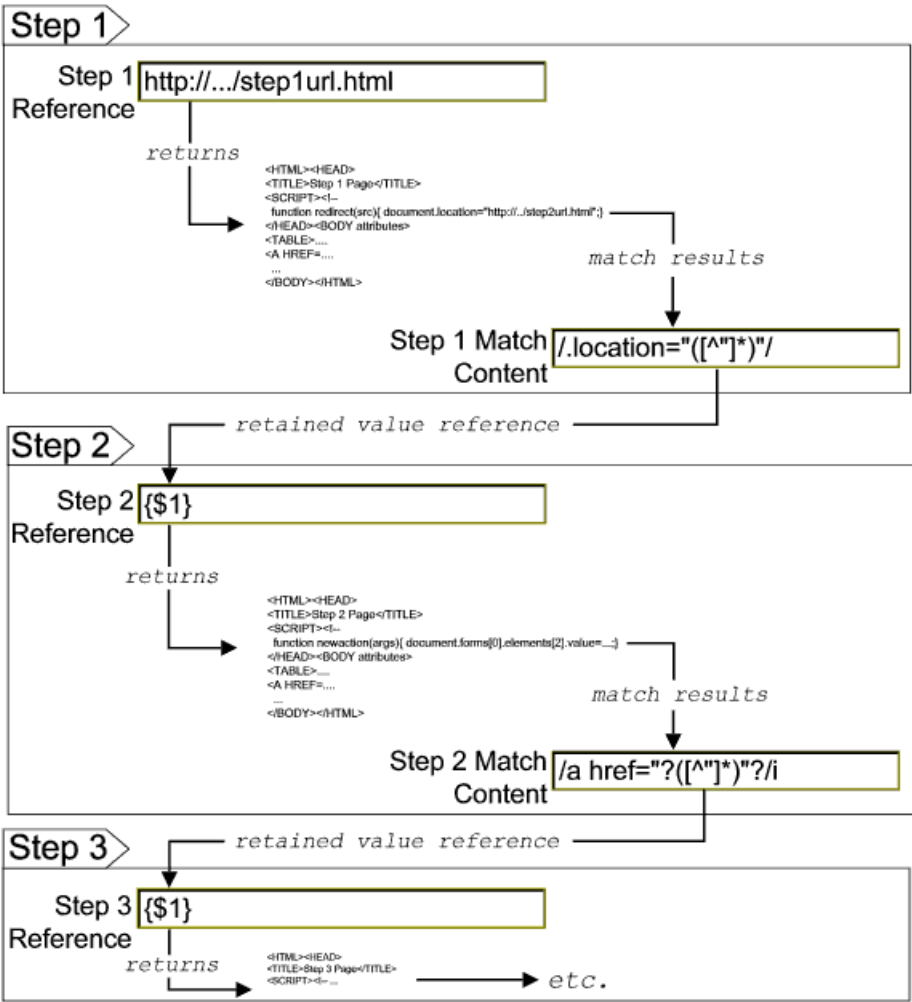 Step 1
Step 1
Reference
http://.../step1url.html
returns
<HTML><HEAD>
<TITLE>Step 1 Page</TITLE>
<SCRIPT><!--
function redirect(src){ document.location="http://../step2url.html";}
</HEAD><BODY attributes>
<TABLE>....
<A HREF=....
...
</BODY></HTML>
match results
Step 1 Match
Content
/.location="([^"]*)"/
retained value reference
Step 2
Step 2
Reference
{$1}
returns
<HTML><HEAD>
<TITLE>Step 2 Page</TITLE>
<SCRIPT><!--
function newaction(args){ document.forms[0].elements[2].value=...;}
</HEAD><BODY attributes>
<TABLE>....
<A HREF=....
...
</BODY></HTML>
match results
Step 2 Match
Content
/a href="?([^"]*)"?/i
retained value reference
Step 3
Step 3
Reference
{$1}
returns
<HTML><HEAD>
<TITLE>Step 3 Page</TITLE>
<SCRIPT><!-- ...
etc.